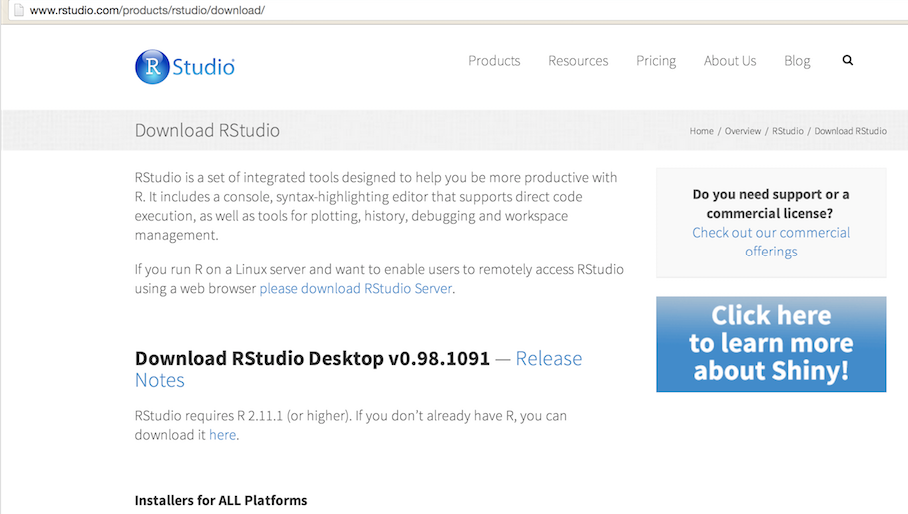 www.rstudio.com/products/rstudio/download/
R Studio
Products Resources Pricing About Us Blog
Download RStudio
Home / Overview / RStudio / Download RStudio
RStudio is a set of integrated tools designed to help you be more productive with
R. It includes a console, syntax-highlighting editor that supports direct code
execution, as well as tools for plotting, history, debugging and workspace
management.
If you run R on a Linux server and want to enable users to remotely access RStudio
using a web browser please download RStudio Server.
Do you need support or a
commercial license?
Check out our commercial
offerings
Click here
to learn more
about Shiny!
Download RStudio Desktop v0.98.1091 — Release
Notes
RStudio requires R 2.11.1 (or higher). If you don’t already have R, you can
download it here.
Installers for ALL Platforms